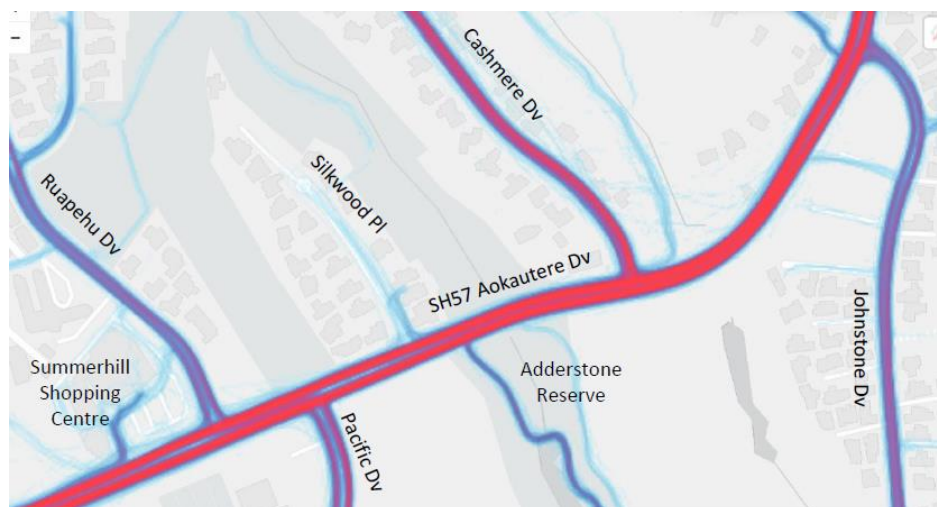 Cashmere Dv
Silkwood Pl
Ruapehu Dv
SH57 Aokautere Dv
Johnstone Dv
Summerhill
Shopping
Centre
Adderstone
Reserve
Pacific Dv